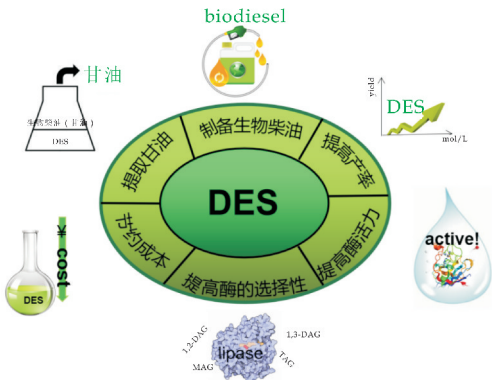 biodiesel
甘油
生物柴油（甘油）
DES
yield
DES
mol/L
制备生物柴油
提取甘油
提高产率
DES
节约成本
提高酶活力
提高酶的选择性
¥ cost
DES
active!
1,2-DAG
1,3-DAG
lipase
MAG
TAG